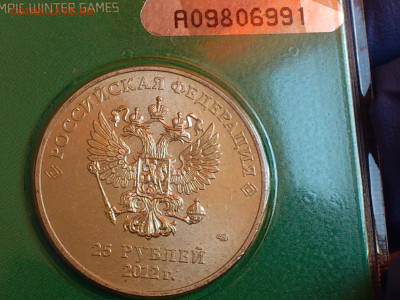 MPIC WINTER GAMES
A09806991
РОССИЙСКАЯ ФЕДЕРАЦИЯ
25 РУБЛЕЙ
2012 г.